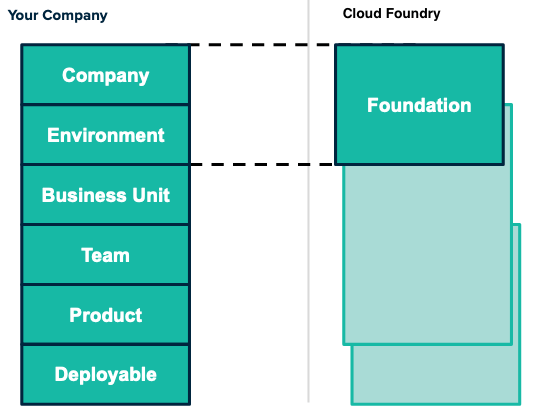 Your Company
Cloud Foundry
Company
Foundation
Environment
Business Unit
Team
Product
Deployable